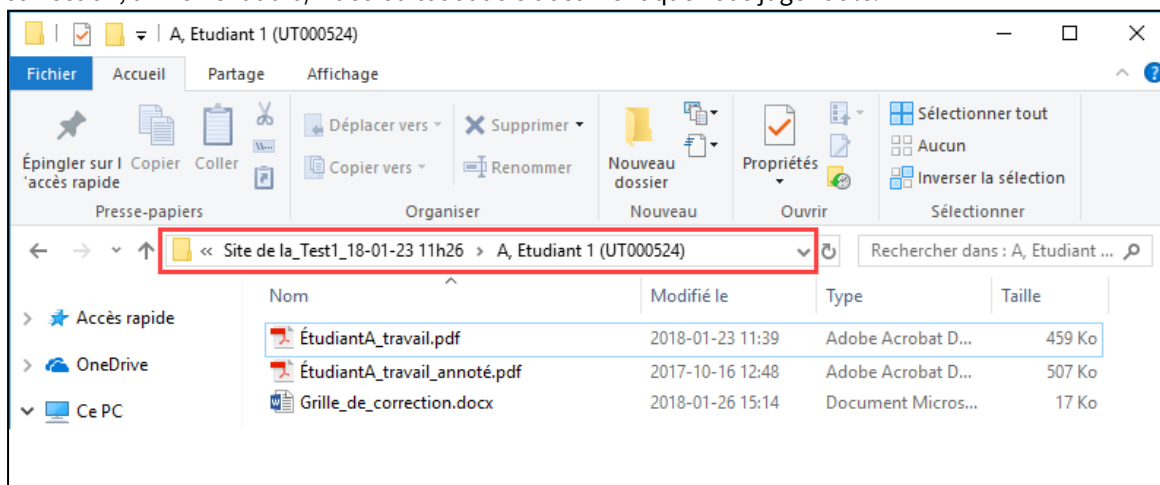 A, Etudiant 1 (UT000524)
Fichier Accueil Partage Affichage
Épingler sur l 'accès rapide
Copier
Coller
Déplacer vers
Copier vers
Supprimer
Renommer
Nouveau dossier
Propriétés
Sélectionner tout
Aucun
Inverser la sélection
Presse-papiers Organiser Nouveau Ouvrir Sélectionner
« Site de la_Test1_18-01-23 11h26 > A, Etudiant 1 (UT000524)
Rechercher dans : A, Etudiant ...
Nom Modifié le Type Taille
Accès rapide
OneDrive
Ce PC
ÉtudiantA_travail.pdf 2018-01-23 11:39 Adobe Acrobat D... 459 Ko
ÉtudiantA_travail_annoté.pdf 2017-10-16 12:48 Adobe Acrobat D... 507 Ko
Grille_de_correction.docx 2018-01-26 15:14 Document Micros... 17 Ko